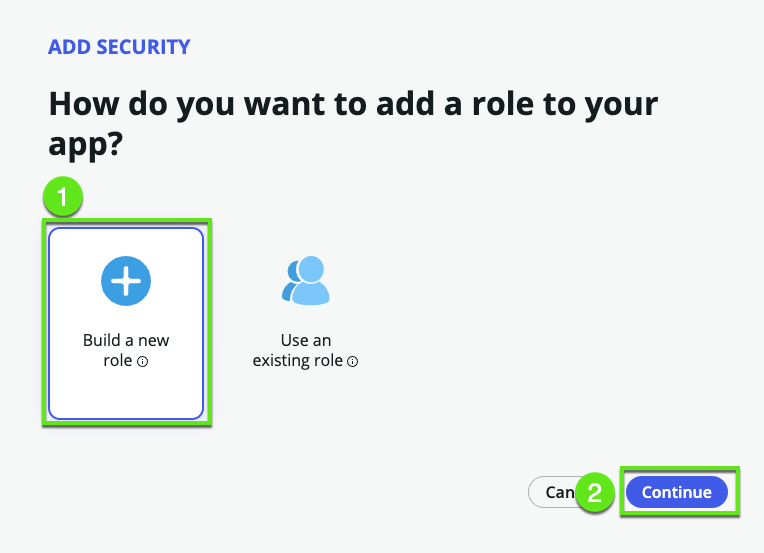 ADD SECURITY
How do you want to add a role to your
app?
1
Build a new
role
Use an
existing role
Can
2
Continue